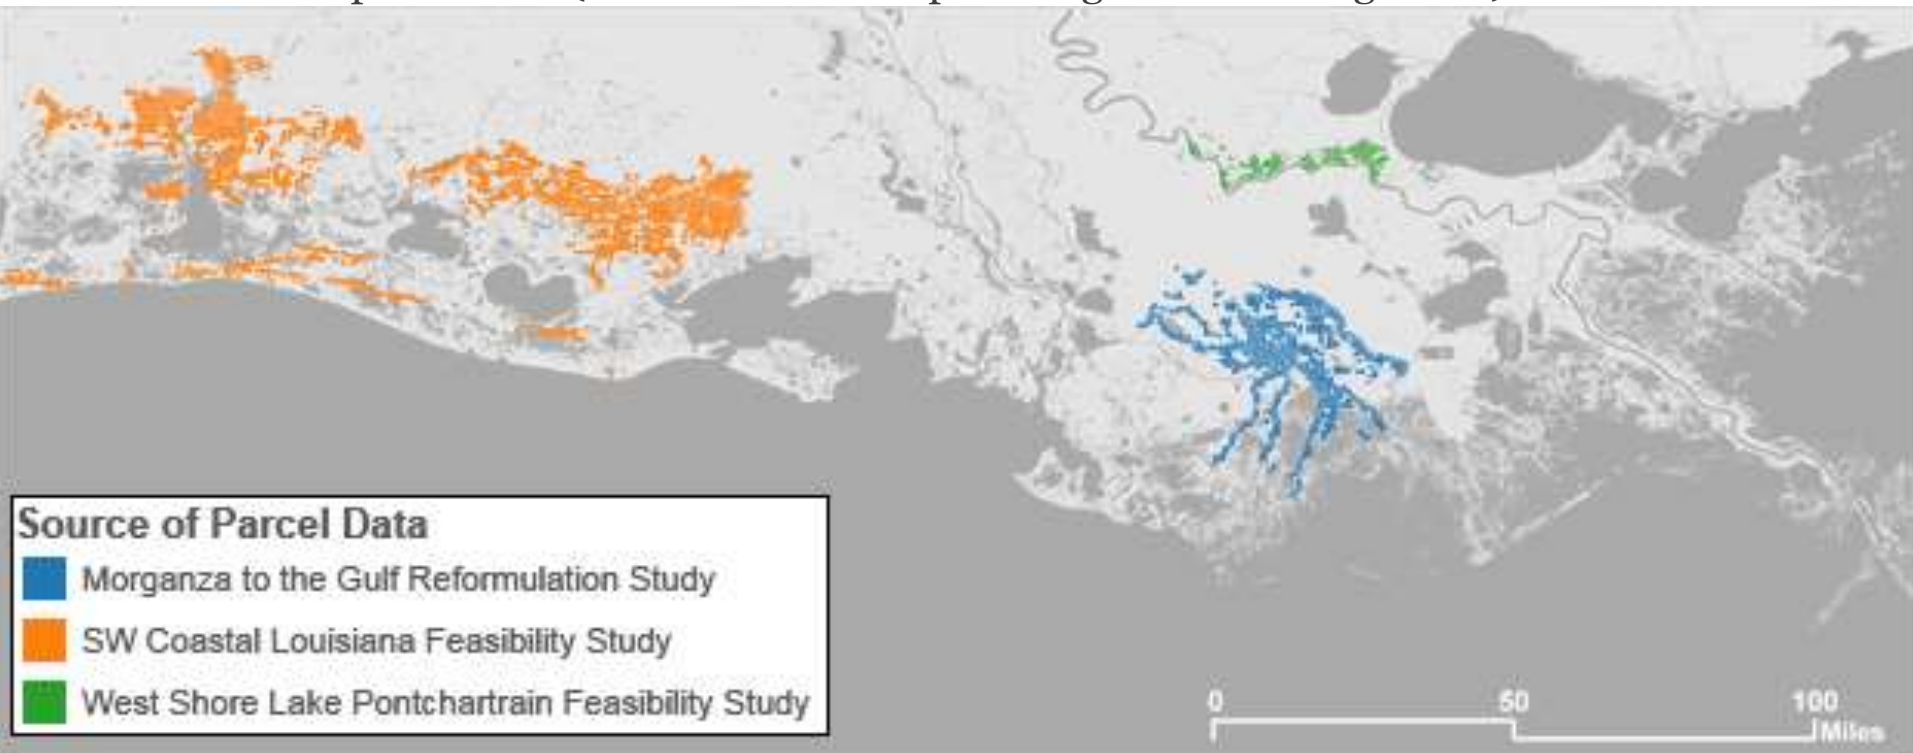 Source of Parcel Data
Morganza to the Gulf Reformulation Study
SW Coastal Louisiana Feasibility Study
West Shore Lake Pontchartrain Feasibility Study
0 50 100
Miles